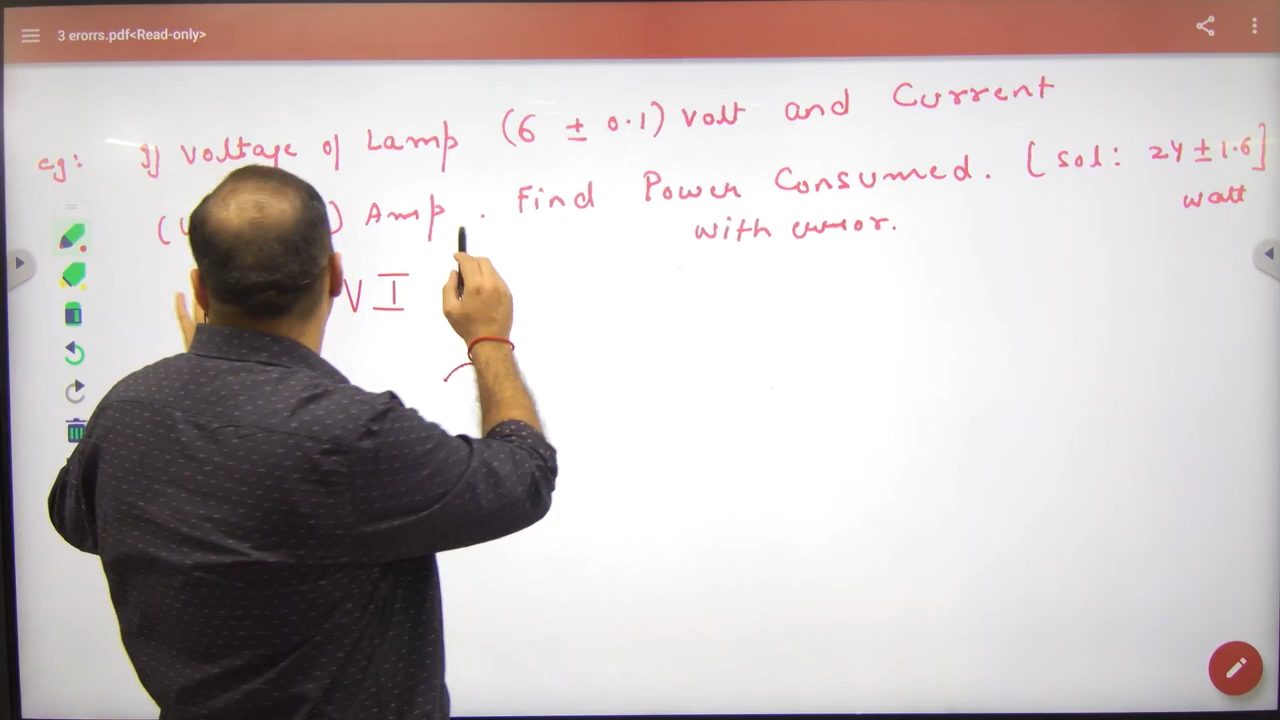 3 erorrs.pdf<Read-only>
eg: If voltage of Lamp (6 ± 0.1) volt and Current
( ) Amp. Find Power Consumed. [sol: 24 ± 1.6]
with error. watt
VI